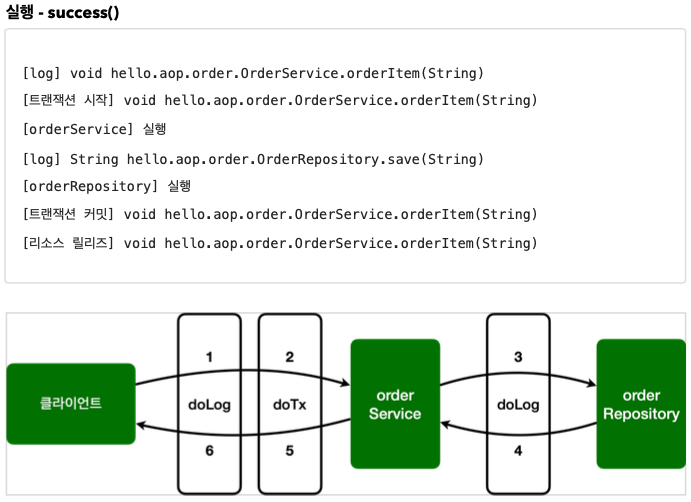 실행 - success()
[log] void hello.aop.order.OrderService.orderItem(String)
[트랜잭션 시작] void hello.aop.order.OrderService.orderItem(String)
[orderService] 실행
[log] String hello.aop.order.OrderRepository.save(String)
[orderRepository] 실행
[트랜잭션 커밋] void hello.aop.order.OrderService.orderItem(String)
[리소스 릴리즈] void hello.aop.order.OrderService.orderItem(String)
1 2 3
클라이언트 doLog doTx order Service doLog order Repository
6 5 4